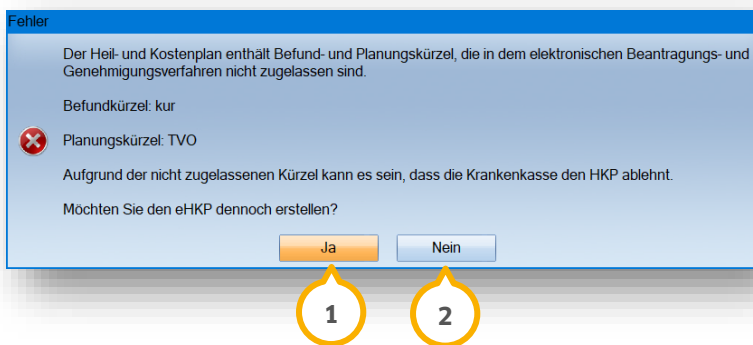 Fehler
Der Heil- und Kostenplan enthält Befund- und Planungskürzel, die in dem elektronischen Beantragungs- und
Genehmigungsverfahren nicht zugelassen sind.
Befundkürzel: kur
Planungskürzel: TVO
Aufgrund der nicht zugelassenen Kürzel kann es sein, dass die Krankenkasse den HKP ablehnt.
Möchten Sie den eHKP dennoch erstellen?
Ja Nein
1 2